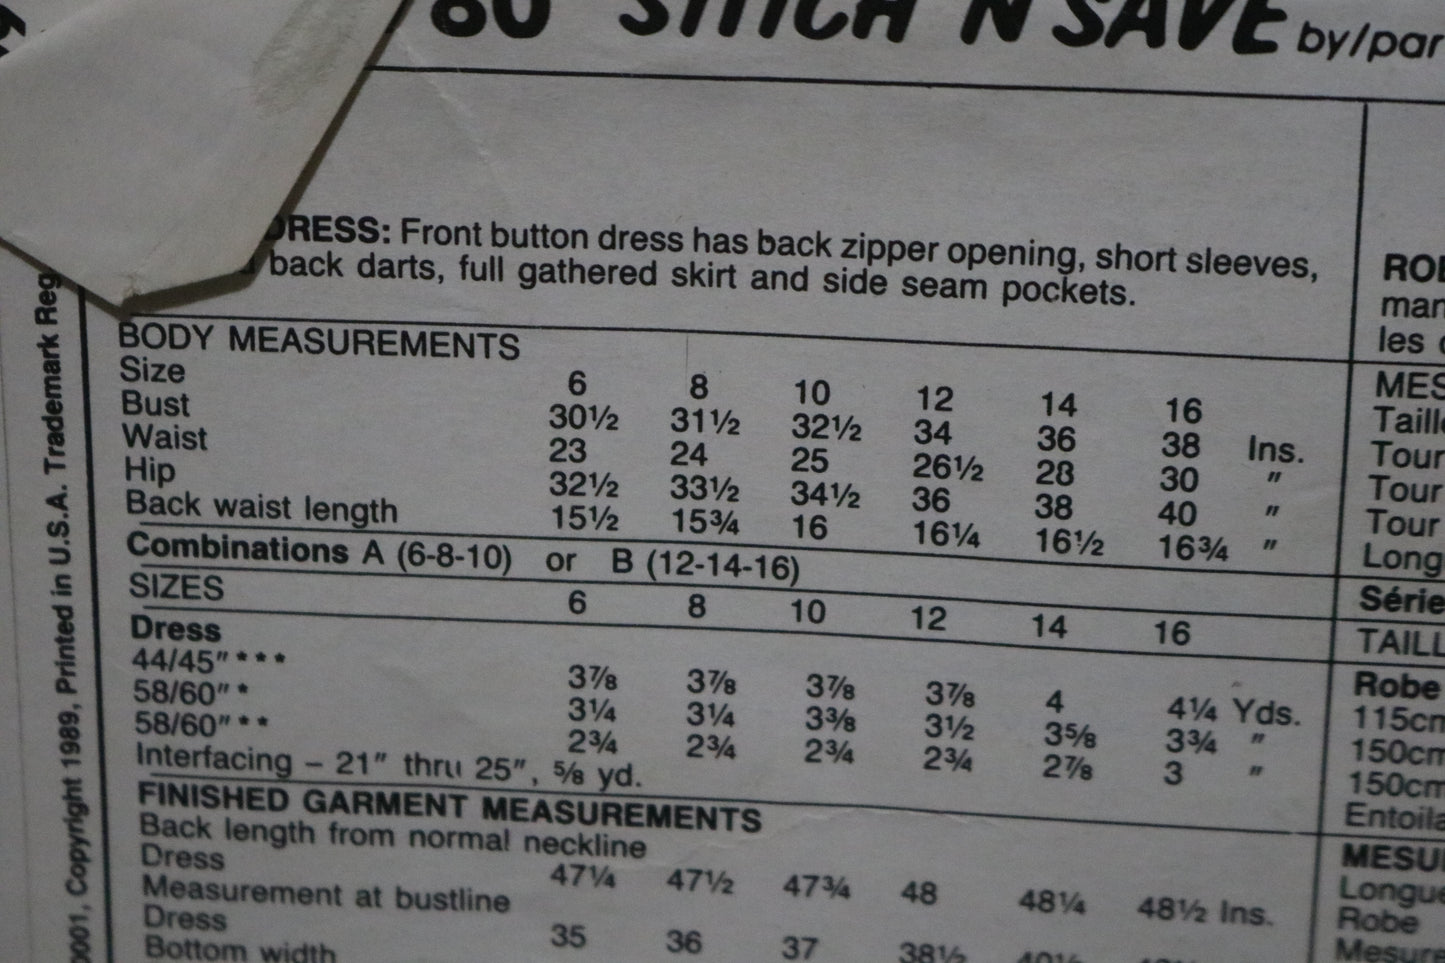 80 STITCH 'N SAVE by/par
DRESS: Front button dress has back zipper opening, short sleeves,
back darts, full gathered skirt and side seam pockets.
BODY MEASUREMENTS
Size 6 8 10 12 14 16
Bust 30½ 31½ 32½ 34 36 38 Ins.
Waist 23 24 25 26½ 28 30 "
Hip 32½ 33½ 34½ 36 38 40 "
Back waist length 15½ 15¾ 16 16¼ 16½ 16¾ "
Combinations A (6-8-10) or B (12-14-16)
SIZES 6 8 10 12 14 16
Dress
44/45"*** 3⅞ 3⅞ 3⅞ 3⅞ 4 4¼ Yds.
58/60"* 3¼ 3¼ 3⅜ 3½ 3⅝ 3¾ "
58/60"** 2¾ 2¾ 2¾ 2¾ 2⅞ 3 "
Interfacing – 21" thru 25", ⅝ yd.
FINISHED GARMENT MEASUREMENTS
Back length from normal neckline
Dress 47¼ 47½ 47¾ 48 48¼ 48½ Ins.
Measurement at bustline
Dress 35 36 37 38½ 40½
Bottom width
ROB
man
les
MES
Taille
Tour
Tour
Tour
Long
Série
TAILL
Robe
115cm
150cm
150cm
Entoila
MESU
Longue
Robe
Mesure
0001, Copyright 1989, Printed in U.S.A. Trademark Reg